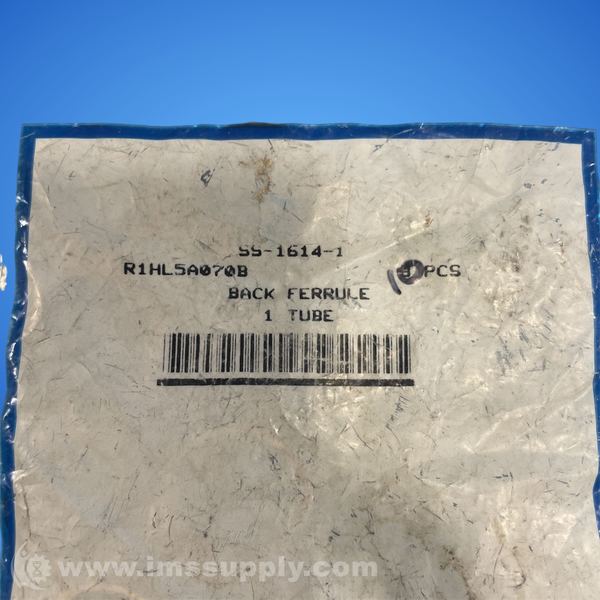 SS-1614-1
R1HL5A070B PCS
BACK FERRULE
1 TUBE
www.imssupply.com